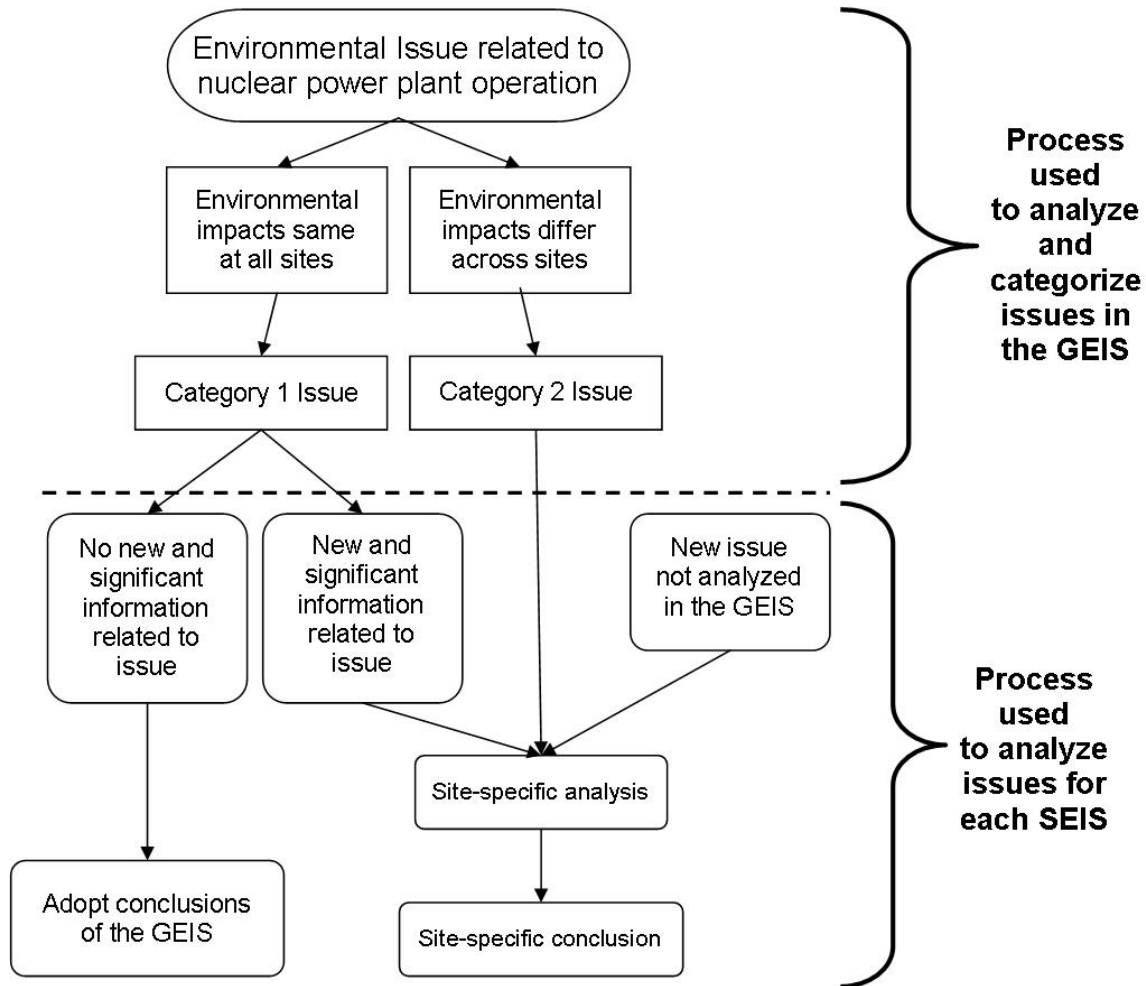 Environmental Issue related to
nuclear power plant operation
Environmental
impacts same
at all sites
Environmental
impacts differ
across sites
Category 1 Issue
Category 2 Issue
Process
used
to analyze
and
categorize
issues in
the GEIS
No new and
significant
information
related to
issue
New and
significant
information
related to
issue
New issue
not analyzed
in the GEIS
Site-specific analysis
Adopt conclusions
of the GEIS
Site-specific conclusion
Process
used
to analyze
issues for
each SEIS